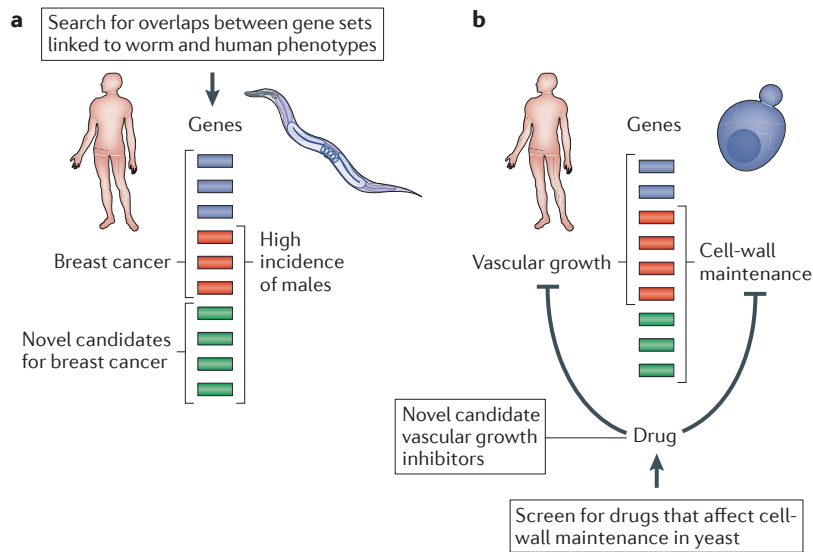 a
Search for overlaps between gene sets
linked to worm and human phenotypes
Genes
Breast cancer
High
incidence
of males
Novel candidates
for breast cancer
b
Genes
Vascular growth
Cell-wall
maintenance
Novel candidate
vascular growth
inhibitors
Drug
Screen for drugs that affect cell-
wall maintenance in yeast